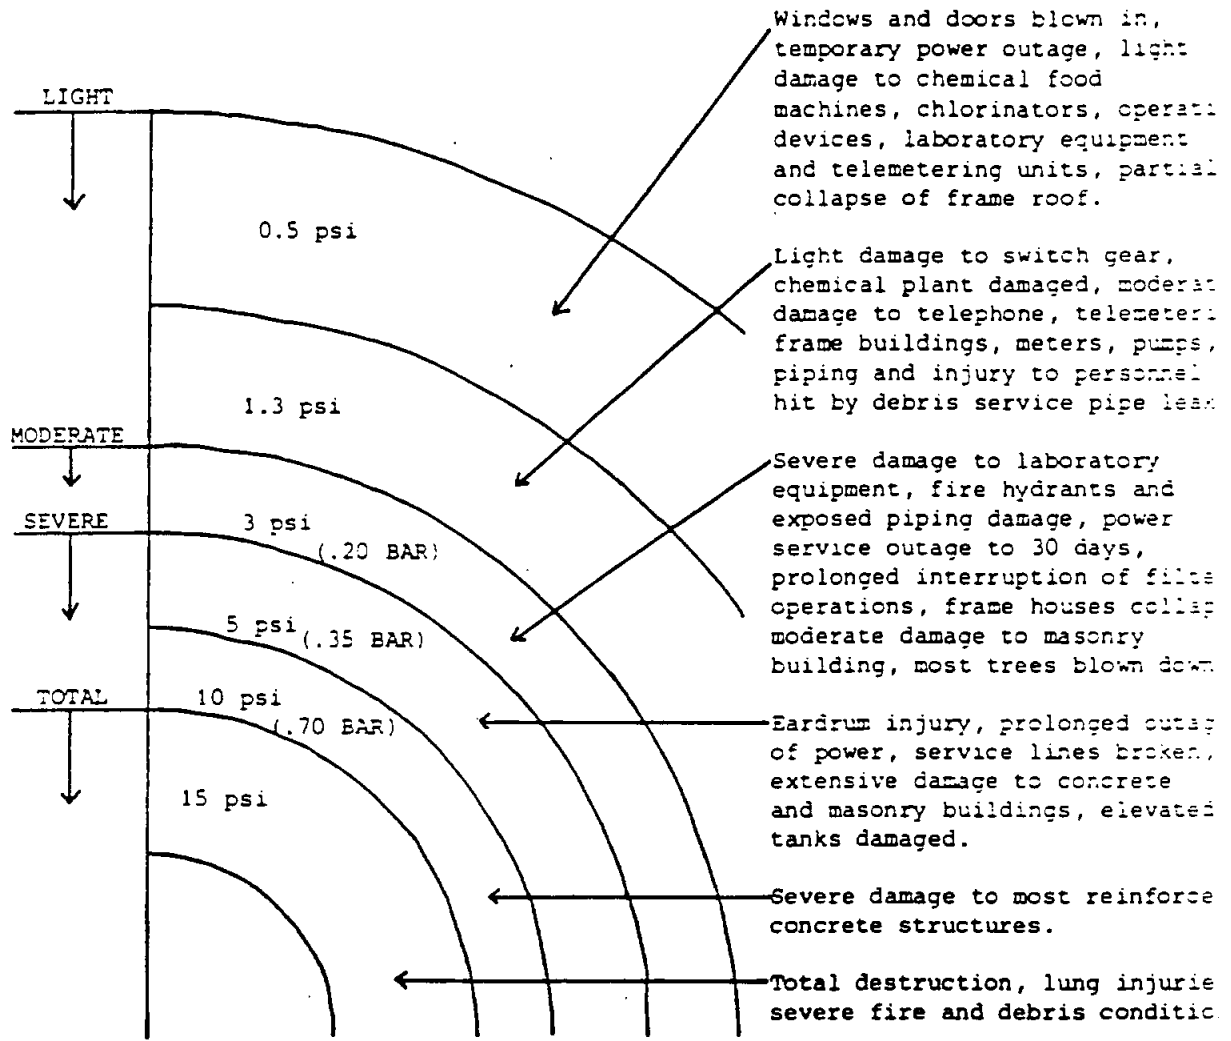 LIGHT
0.5 psi
1.3 psi
MODERATE
SEVERE
3 psi
(.20 BAR)
5 psi
(.35 BAR)
TOTAL
10 psi
(.70 BAR)
15 psi
Windows and doors blown in,
temporary power outage, light
damage to chemical food
machines, chlorinators, operati
devices, laboratory equipment
and telemetering units, partial
collapse of frame roof.
Light damage to switch gear,
chemical plant damaged, moderat
damage to telephone, telemeteri
frame buildings, meters, pumps,
piping and injury to personnel
hit by debris service pipe leak
Severe damage to laboratory
equipment, fire hydrants and
exposed piping damage, power
service outage to 30 days,
prolonged interruption of filte
operations, frame houses collap
moderate damage to masonry
building, most trees blown down
Eardrum injury, prolonged outag
of power, service lines broken,
extensive damage to concrete
and masonry buildings, elevated
tanks damaged.
Severe damage to most reinforce
concrete structures.
Total destruction, lung injurie
severe fire and debris conditic